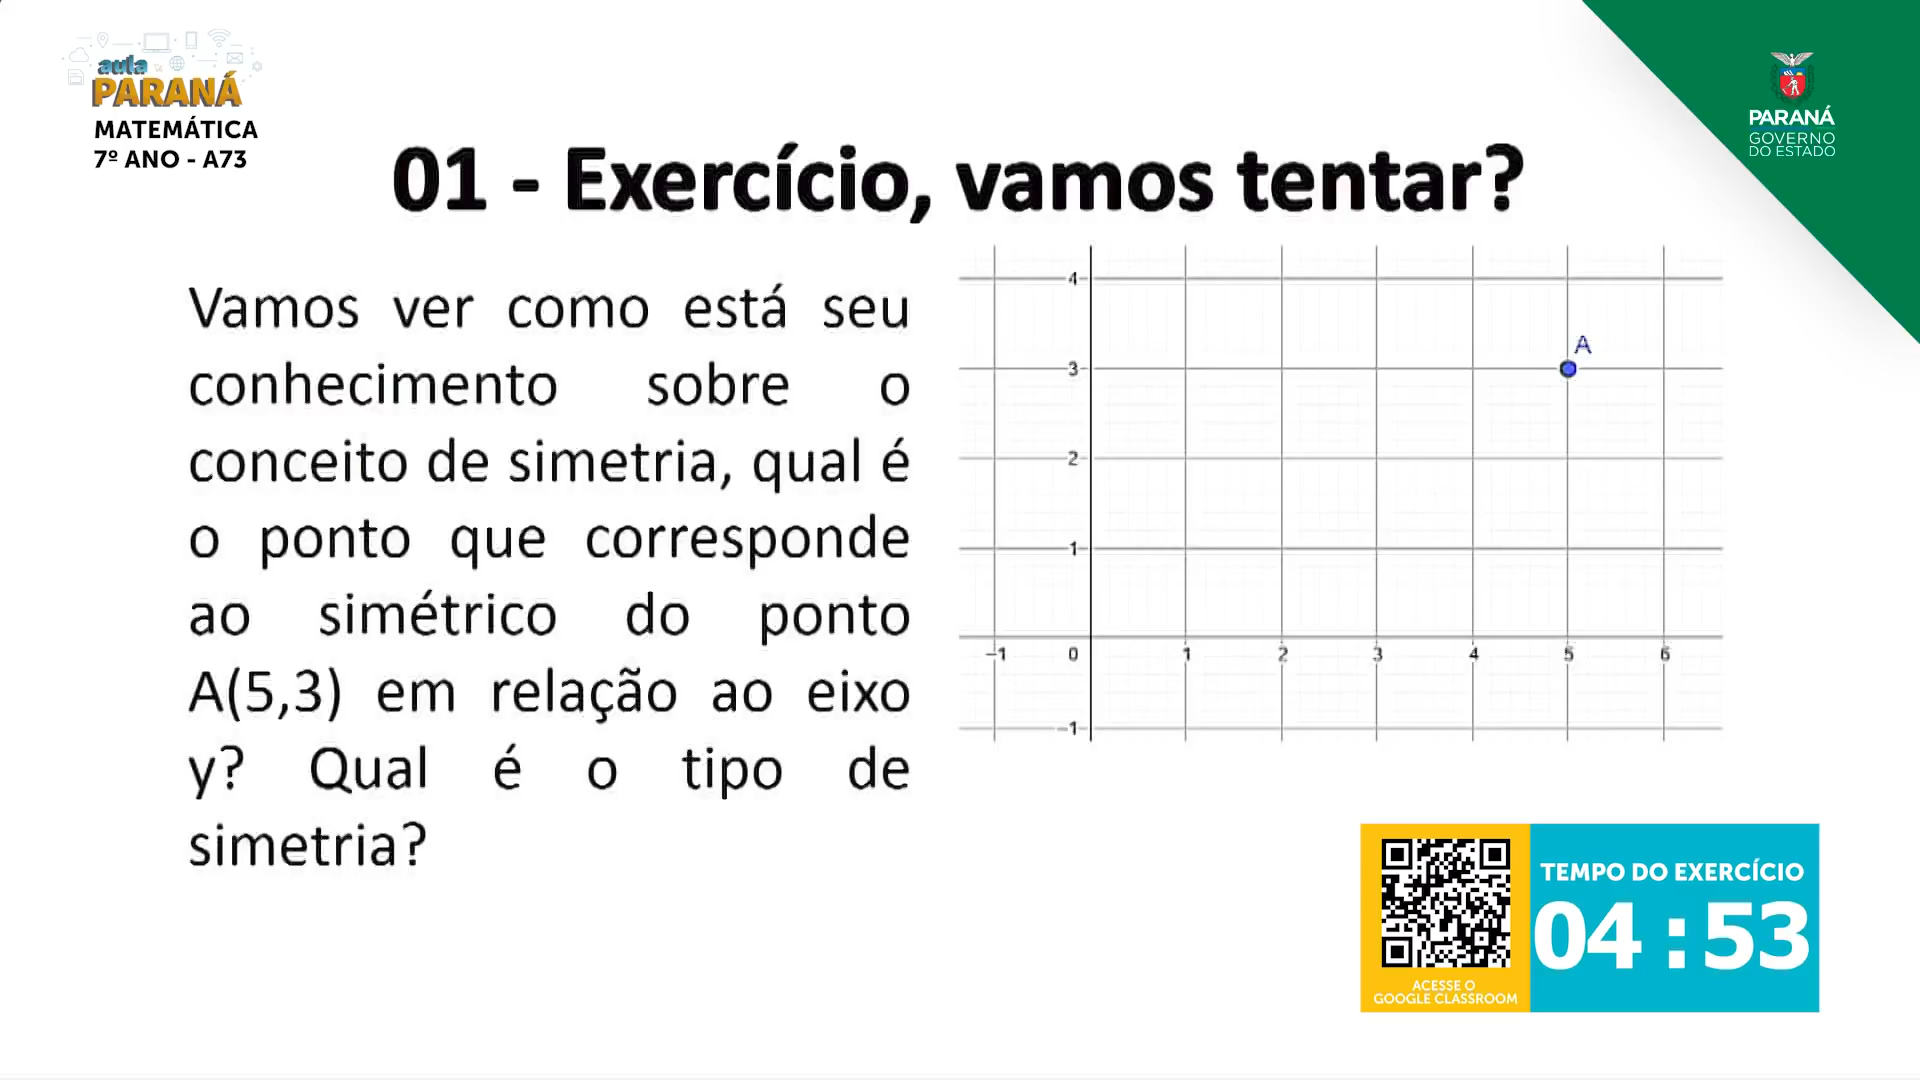 aula
PARANÁ
MATEMÁTICA
7º ANO - A73
PARANÁ
GOVERNO
DO ESTADO
01 - Exercício, vamos tentar?
Vamos ver como está seu
conhecimento sobre o
conceito de simetria, qual é
o ponto que corresponde
ao simétrico do ponto
A(5,3) em relação ao eixo
y? Qual é o tipo de
simetria?
4
A
3
2
1
-1 0 1 2 3 4 5 6
-1
TEMPO DO EXERCÍCIO
04 : 53
ACESSE O
GOOGLE CLASSROOM